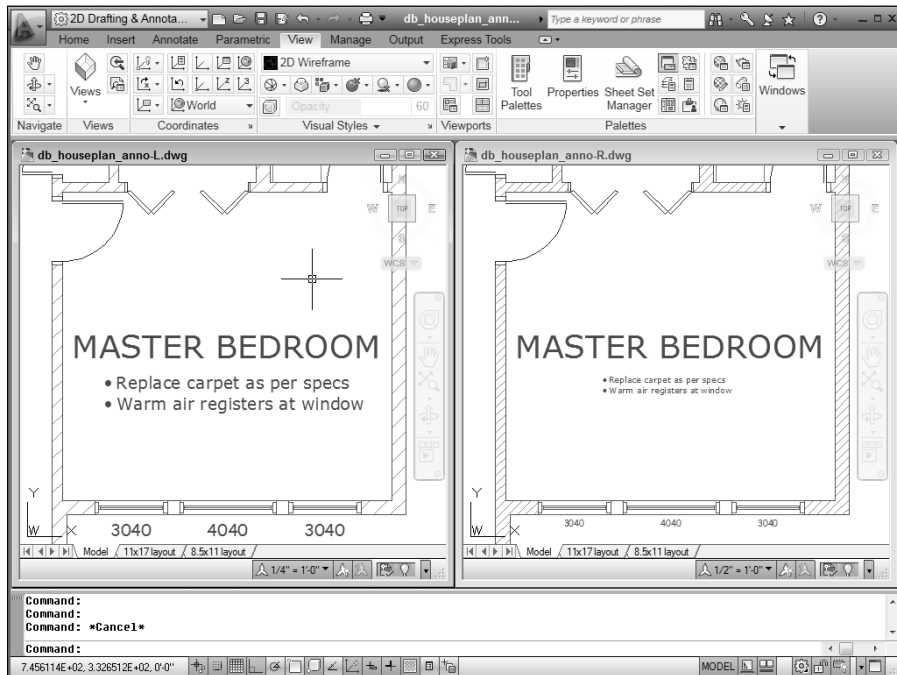 2D Drafting & Annota...
db_houseplan_ann...
Type a keyword or phrase
Home Insert Annotate Parametric View Manage Output Express Tools
2D Wireframe
Views
World
Opacity 60
Tool Palettes
Properties
Sheet Set Manager
Windows
Navigate Views Coordinates Visual Styles Viewports Palettes
db_houseplan_anno-L.dwg
N
W TOP E
S
WCS
MASTER BEDROOM
• Replace carpet as per specs
• Warm air registers at window
Y
W X
3040 4040 3040
Model 11x17 layout 8.5x11 layout
1/4" = 1'-0"
db_houseplan_anno-R.dwg
N
W TOP E
S
WCS
MASTER BEDROOM
• Replace carpet as per specs
• Warm air registers at window
Y
W X
3040 4040 3040
Model 11x17 layout 8.5x11 layout
1/2" = 1'-0"
Command:
Command:
Command: *Cancel*
Command:
7.456114E+02, 3.326512E+02, 0'-0"
MODEL